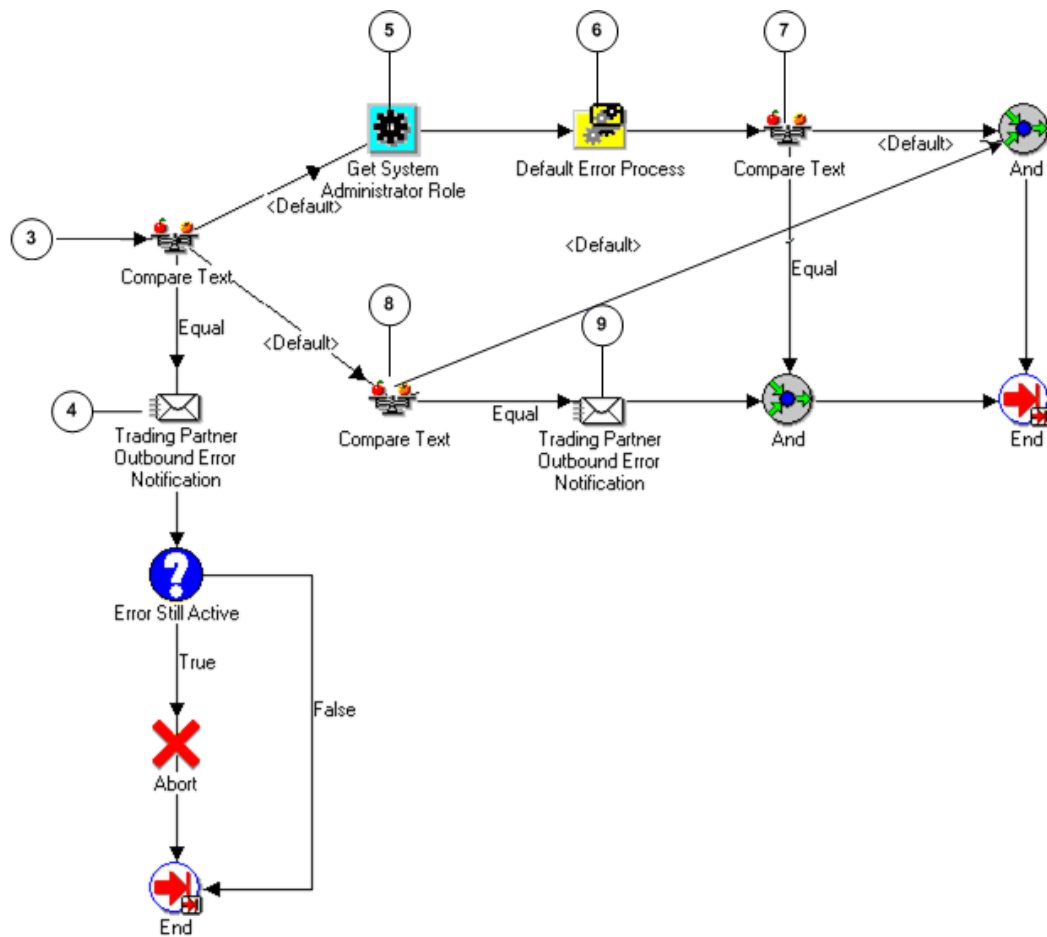 5
6
7
Get System
Administrator Role
Default Error Process
Compare Text
<Default>
And
<Default>
3
<Default>
Compare Text
Equal
8
Equal
<Default>
9
4
Trading Partner
Outbound Error
Notification
Compare Text
Equal
Trading Partner
Outbound Error
Notification
And
End
Error Still Active
True
False
Abort
End